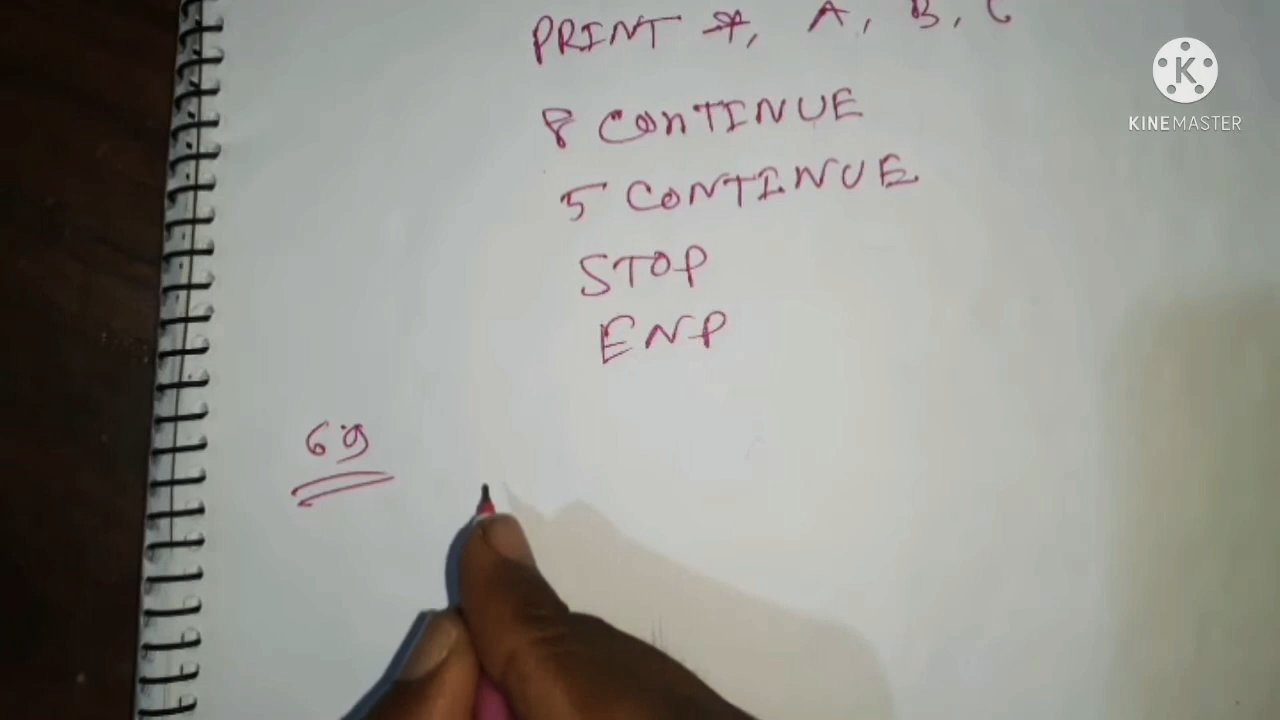 PRINT *, A, B, C
8 CONTINUE
5 CONTINUE
STOP
END
69
K
KINEMASTER